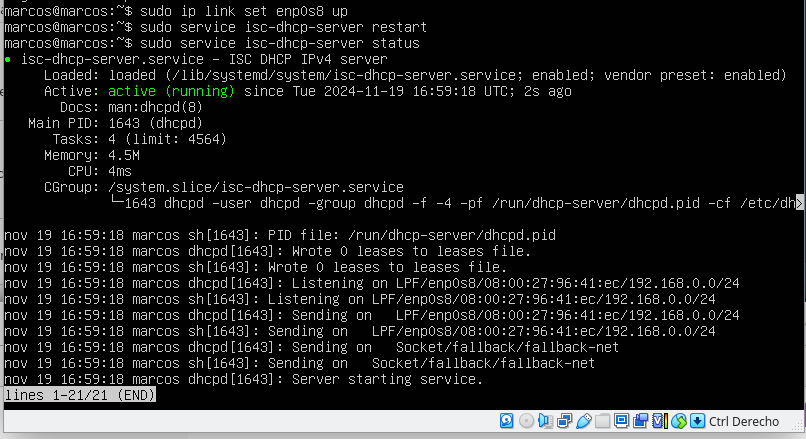 marcos@marcos:~$ sudo ip link set enp0s8 up
marcos@marcos:~$ sudo service isc-dhcp-server restart
marcos@marcos:~$ sudo service isc-dhcp-server status
● isc-dhcp-server.service - ISC DHCP IPv4 server
     Loaded: loaded (/lib/systemd/system/isc-dhcp-server.service; enabled; vendor preset: enabled)
     Active: active (running) since Tue 2024-11-19 16:59:18 UTC; 2s ago
       Docs: man:dhcpd(8)
   Main PID: 1643 (dhcpd)
      Tasks: 4 (limit: 4564)
     Memory: 4.5M
        CPU: 4ms
     CGroup: /system.slice/isc-dhcp-server.service
             └─1643 dhcpd -user dhcpd -group dhcpd -f -4 -pf /run/dhcp-server/dhcpd.pid -cf /etc/dh>

nov 19 16:59:18 marcos sh[1643]: PID file: /run/dhcp-server/dhcpd.pid
nov 19 16:59:18 marcos dhcpd[1643]: Wrote 0 leases to leases file.
nov 19 16:59:18 marcos sh[1643]: Wrote 0 leases to leases file.
nov 19 16:59:18 marcos dhcpd[1643]: Listening on LPF/enp0s8/08:00:27:96:41:ec/192.168.0.0/24
nov 19 16:59:18 marcos sh[1643]: Listening on LPF/enp0s8/08:00:27:96:41:ec/192.168.0.0/24
nov 19 16:59:18 marcos dhcpd[1643]: Sending on   LPF/enp0s8/08:00:27:96:41:ec/192.168.0.0/24
nov 19 16:59:18 marcos sh[1643]: Sending on   LPF/enp0s8/08:00:27:96:41:ec/192.168.0.0/24
nov 19 16:59:18 marcos dhcpd[1643]: Sending on   Socket/fallback/fallback-net
nov 19 16:59:18 marcos sh[1643]: Sending on   Socket/fallback/fallback-net
nov 19 16:59:18 marcos dhcpd[1643]: Server starting service.
lines 1-21/21 (END)
Ctrl Derecho